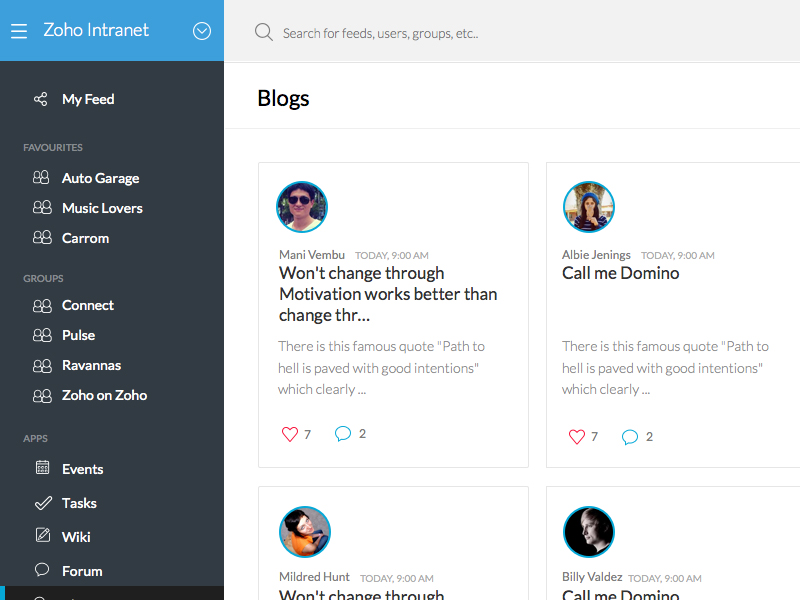 Zoho Intranet
Search for feeds, users, groups, etc..
My Feed
FAVOURITES
Auto Garage
Music Lovers
Carrom
GROUPS
Connect
Pulse
Ravannas
Zoho on Zoho
APPS
Events
Tasks
Wiki
Forum
Blogs
Mani Vembu TODAY, 9:00 AM
Won't change through
Motivation works better than
change thr...
There is this famous quote "Path to
hell is paved with good intentions"
which clearly ...
7 2
Albie Jenings TODAY, 9:00 AM
Call me Domino
There is this famous quote "Path to
hell is paved with good intentions"
which clearly ...
7 2
Mildred Hunt TODAY, 9:00 AM
Won't change through
Billy Valdez TODAY, 9:00 AM
Call me Domino